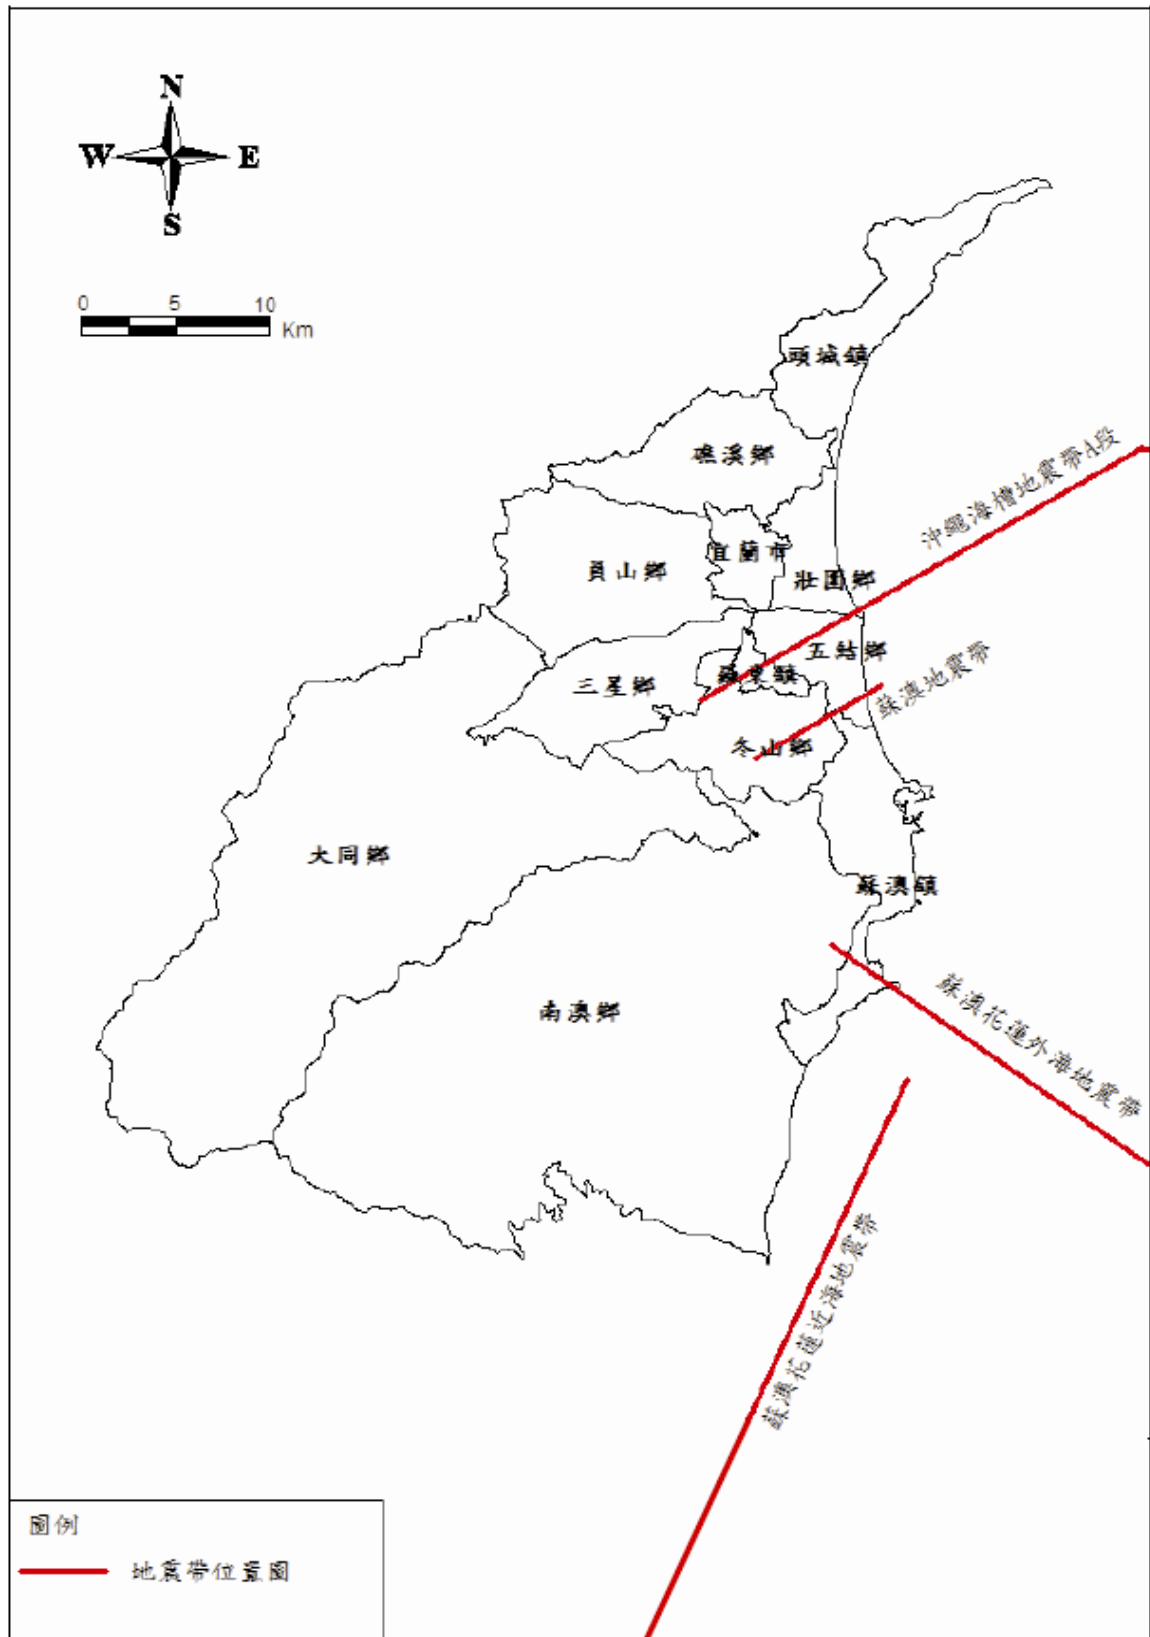 N
W E
S
0 5 10
Km
頭城鎮
礁溪鄉
沖繩海槽地震帶A段
宜蘭市
員山鄉
壯圍鄉
五結鄉
羅東鎮
三星鄉
蘇澳地震帶
冬山鄉
大同鄉
蘇澳鎮
南澳鄉
蘇澳花蓮外海地震帶
蘇澳花蓮近海地震帶
圖例
地震帶位置圖